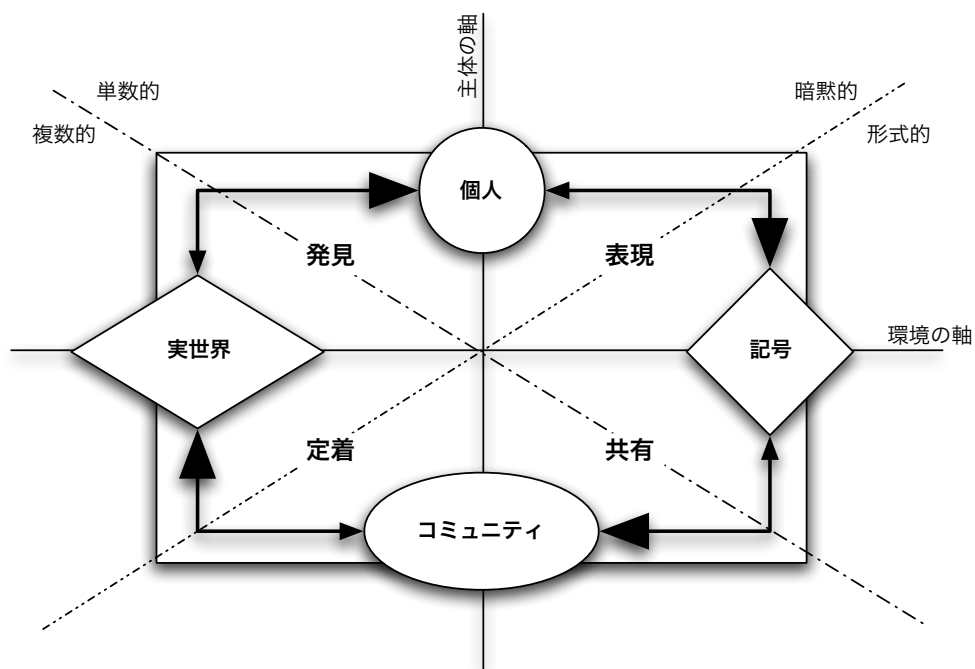 主体の軸
単数的
暗黙的
複数的
形式的
個人
発見
表現
環境の軸
実世界
記号
定着
共有
コミュニティ